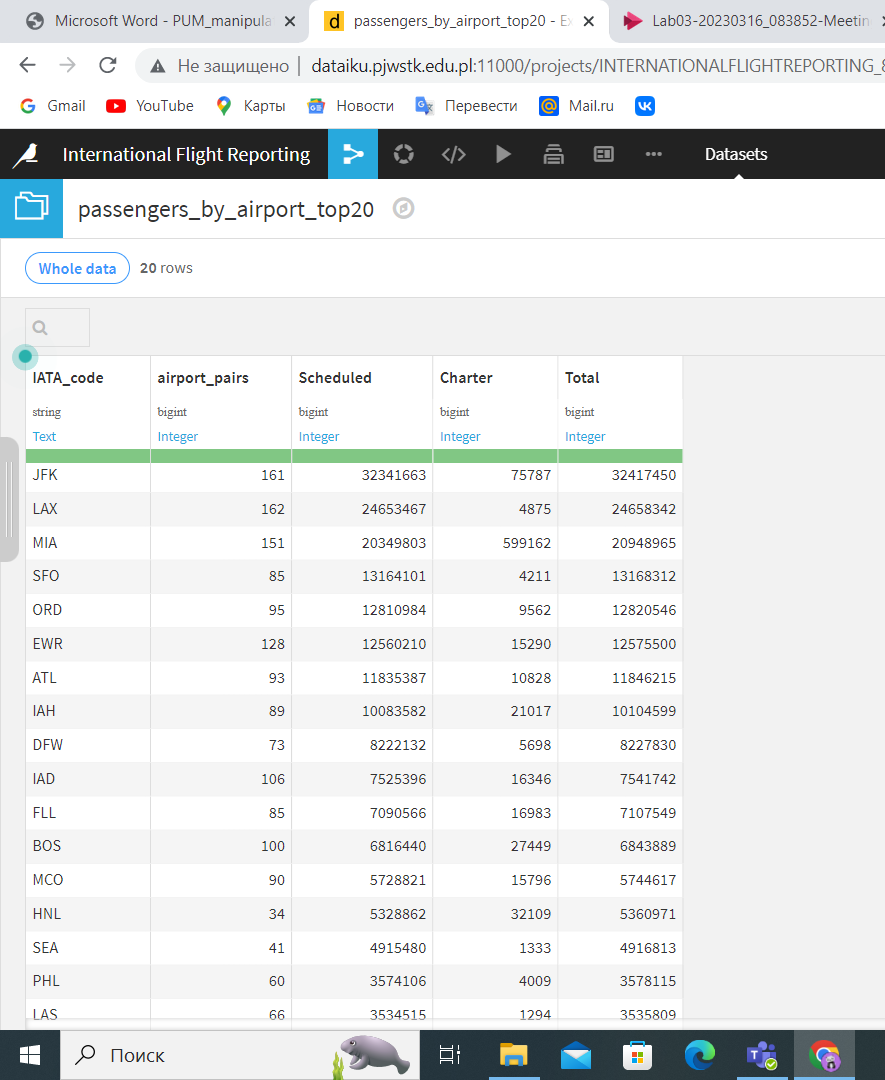 Microsoft Word - PUM_manipula
passengers_by_airport_top20 - Ex
Lab03-20230316_083852-Meetin
Не защищено | dataiku.pjwstk.edu.pl:11000/projects/INTERNATIONALFLIGHTREPORTING_8
Gmail YouTube Карты Новости Перевести Mail.ru
International Flight Reporting Datasets
passengers_by_airport_top20
Whole data 20 rows
IATA_code airport_pairs Scheduled Charter Total
string bigint bigint bigint bigint
Text Integer Integer Integer Integer
JFK 161 32341663 75787 32417450
LAX 162 24653467 4875 24658342
MIA 151 20349803 599162 20948965
SFO 85 13164101 4211 13168312
ORD 95 12810984 9562 12820546
EWR 128 12560210 15290 12575500
ATL 93 11835387 10828 11846215
IAH 89 10083582 21017 10104599
DFW 73 8222132 5698 8227830
IAD 106 7525396 16346 7541742
FLL 85 7090566 16983 7107549
BOS 100 6816440 27449 6843889
MCO 90 5728821 15796 5744617
HNL 34 5328862 32109 5360971
SEA 41 4915480 1333 4916813
PHL 60 3574106 4009 3578115
LAS 66 3534515 1294 3535809
Поиск